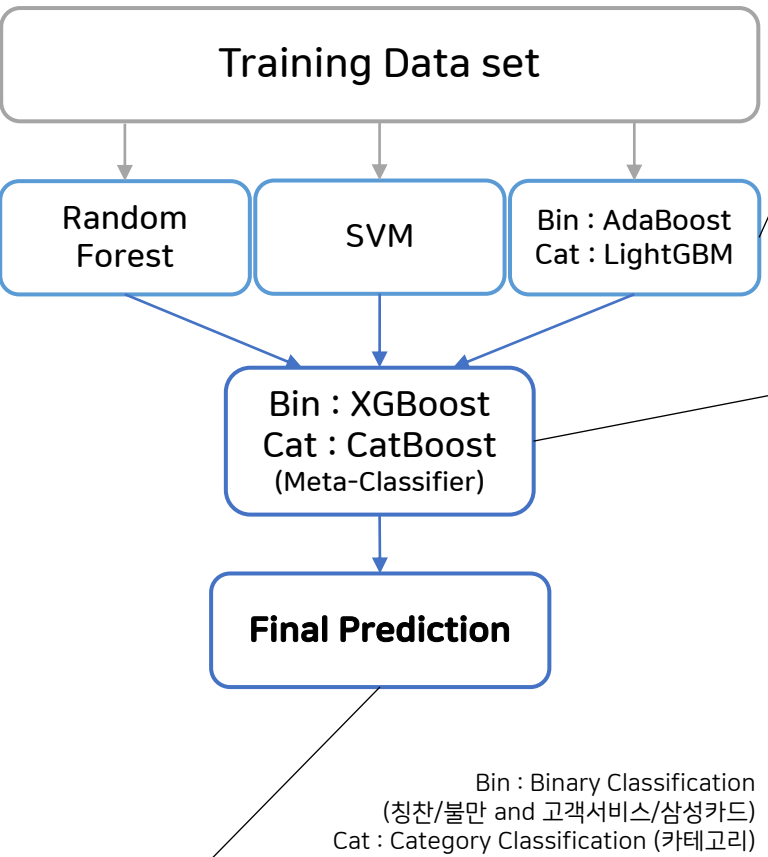 Training Data set
Random
Forest
SVM
Bin : AdaBoost
Cat : LightGBM
Bin : XGBoost
Cat : CatBoost
(Meta-Classifier)
Final Prediction
Bin : Binary Classification
(칭찬/불만 and 고객서비스/삼성카드)
Cat : Category Classification (카테고리)